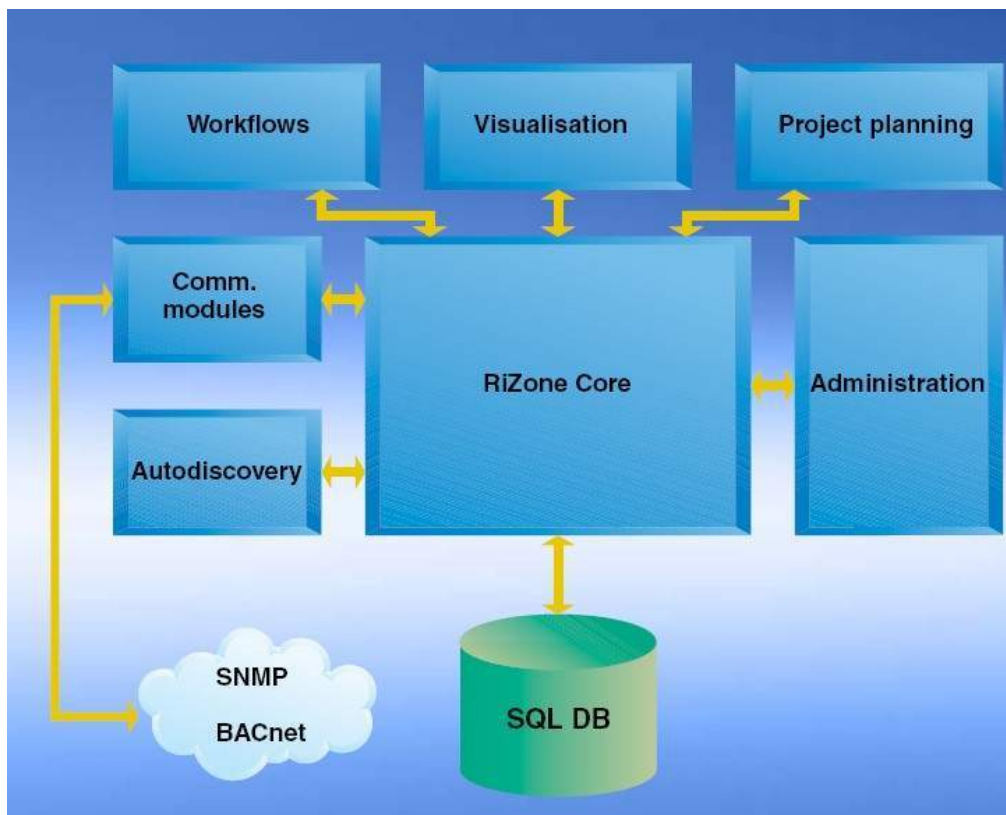 Workflows
Visualisation
Project planning
Comm.
modules
RiZone Core
Administration
Autodiscovery
SNMP
BACnet
SQL DB